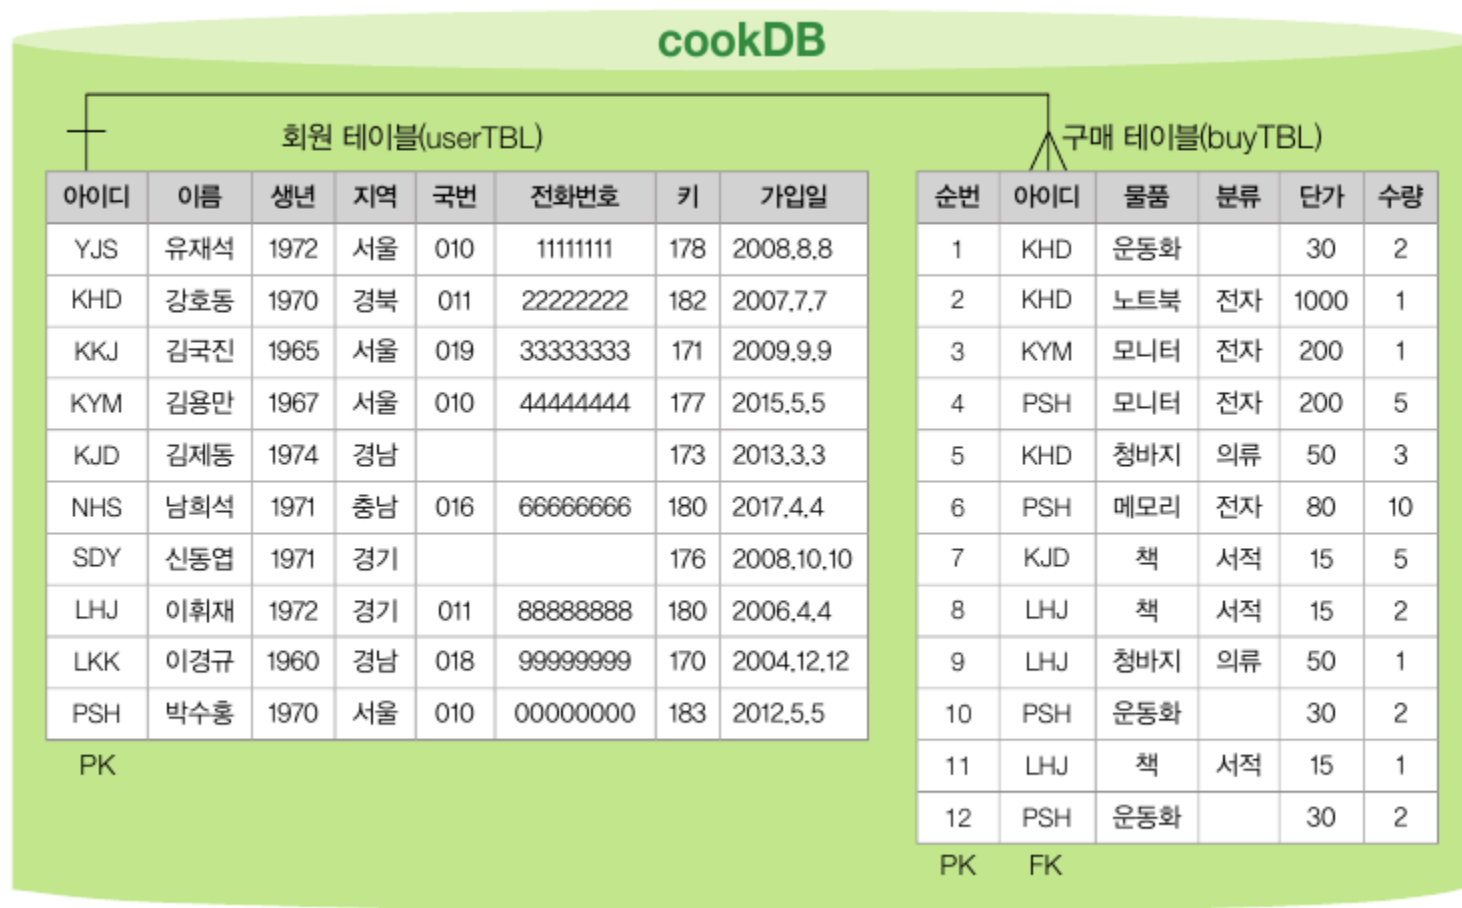 cookDB
회원 테이블(userTBL)
아이디 이름 생년 지역 국번 전화번호 키 가입일
YJS 유재석 1972 서울 010 11111111 178 2008.8.8
KHD 강호동 1970 경북 011 22222222 182 2007.7.7
KKJ 김국진 1965 서울 019 33333333 171 2009.9.9
KYM 김용만 1967 서울 010 44444444 177 2015.5.5
KJD 김제동 1974 경남 173 2013.3.3
NHS 남희석 1971 충남 016 66666666 180 2017.4.4
SDY 신동엽 1971 경기 176 2008.10.10
LHJ 이휘재 1972 경기 011 88888888 180 2006.4.4
LKK 이경규 1960 경남 018 99999999 170 2004.12.12
PSH 박수홍 1970 서울 010 00000000 183 2012.5.5
PK
구매 테이블(buyTBL)
순번 아이디 물품 분류 단가 수량
1 KHD 운동화 30 2
2 KHD 노트북 전자 1000 1
3 KYM 모니터 전자 200 1
4 PSH 모니터 전자 200 5
5 KHD 청바지 의류 50 3
6 PSH 메모리 전자 80 10
7 KJD 책 서적 15 5
8 LHJ 책 서적 15 2
9 LHJ 청바지 의류 50 1
10 PSH 운동화 30 2
11 LHJ 책 서적 15 1
12 PSH 운동화 30 2
PK FK